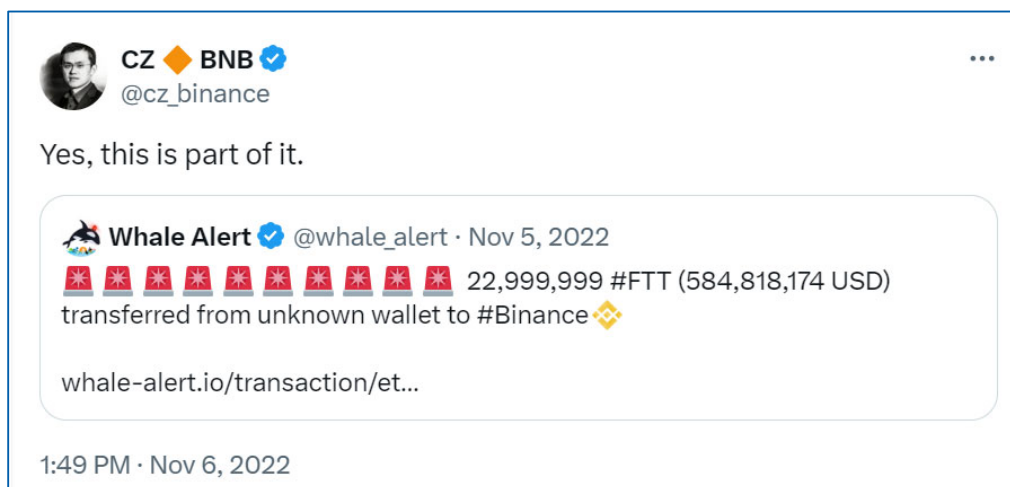 CZ 🔶 BNB
@cz_binance
Yes, this is part of it.
Whale Alert @whale_alert · Nov 5, 2022
🚨🚨🚨🚨🚨🚨🚨🚨🚨🚨 22,999,999 #FTT (584,818,174 USD)
transferred from unknown wallet to #Binance
whale-alert.io/transaction/et...
1:49 PM · Nov 6, 2022